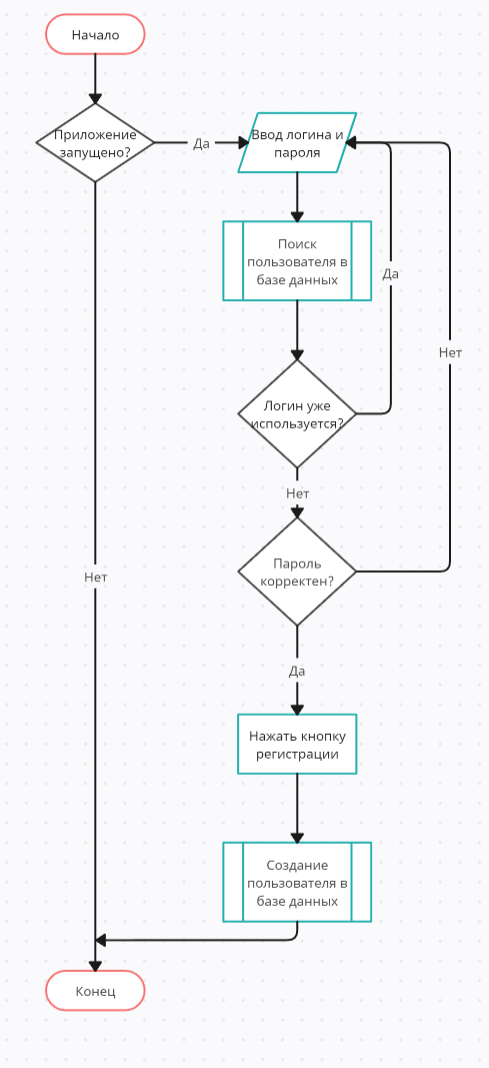 Начало
Приложение
запущено?
Да
Ввод логина и
пароля
Поиск
пользователя в
базе данных
Да
Нет
Логин уже
используется?
Нет
Пароль
корректен?
Нет
Да
Нажать кнопку
регистрации
Создание
пользователя в
базе данных
Конец